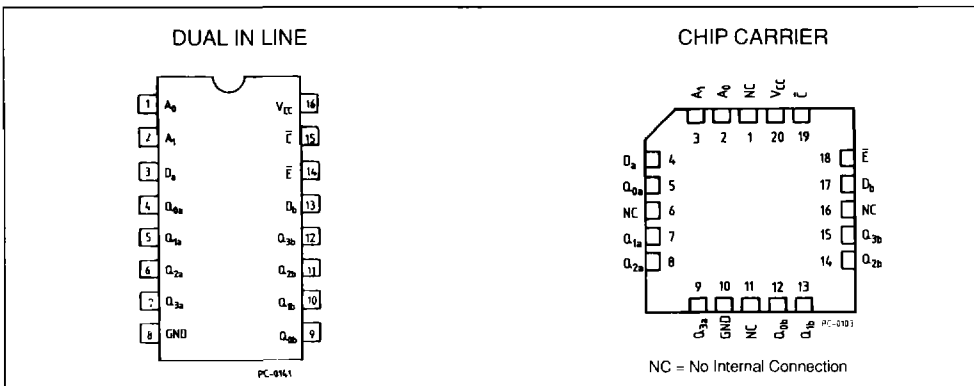 DUAL IN LINE
1 A₀ V_CC 16
2 A₁ C̅ 15
3 Dₐ E̅ 14
4 Q₀ₐ D_b 13
5 Q₁ₐ Q₃b 12
6 Q₂ₐ Q₂b 11
7 Q₃ₐ Q₁b 10
8 GND Q₀b 9
PC-0141
CHIP CARRIER
A₁ A₀ NC V_CC C̅
3 2 1 20 19
Dₐ 4 18 E̅
Q₀ₐ 5 17 D_b
NC 6 16 NC
Q₁ₐ 7 15 Q₃b
Q₂ₐ 8 14 Q₂b
9 10 11 12 13
Q₃ₐ GND NC Q₀b Q₁b
PC-0103
NC = No Internal Connection